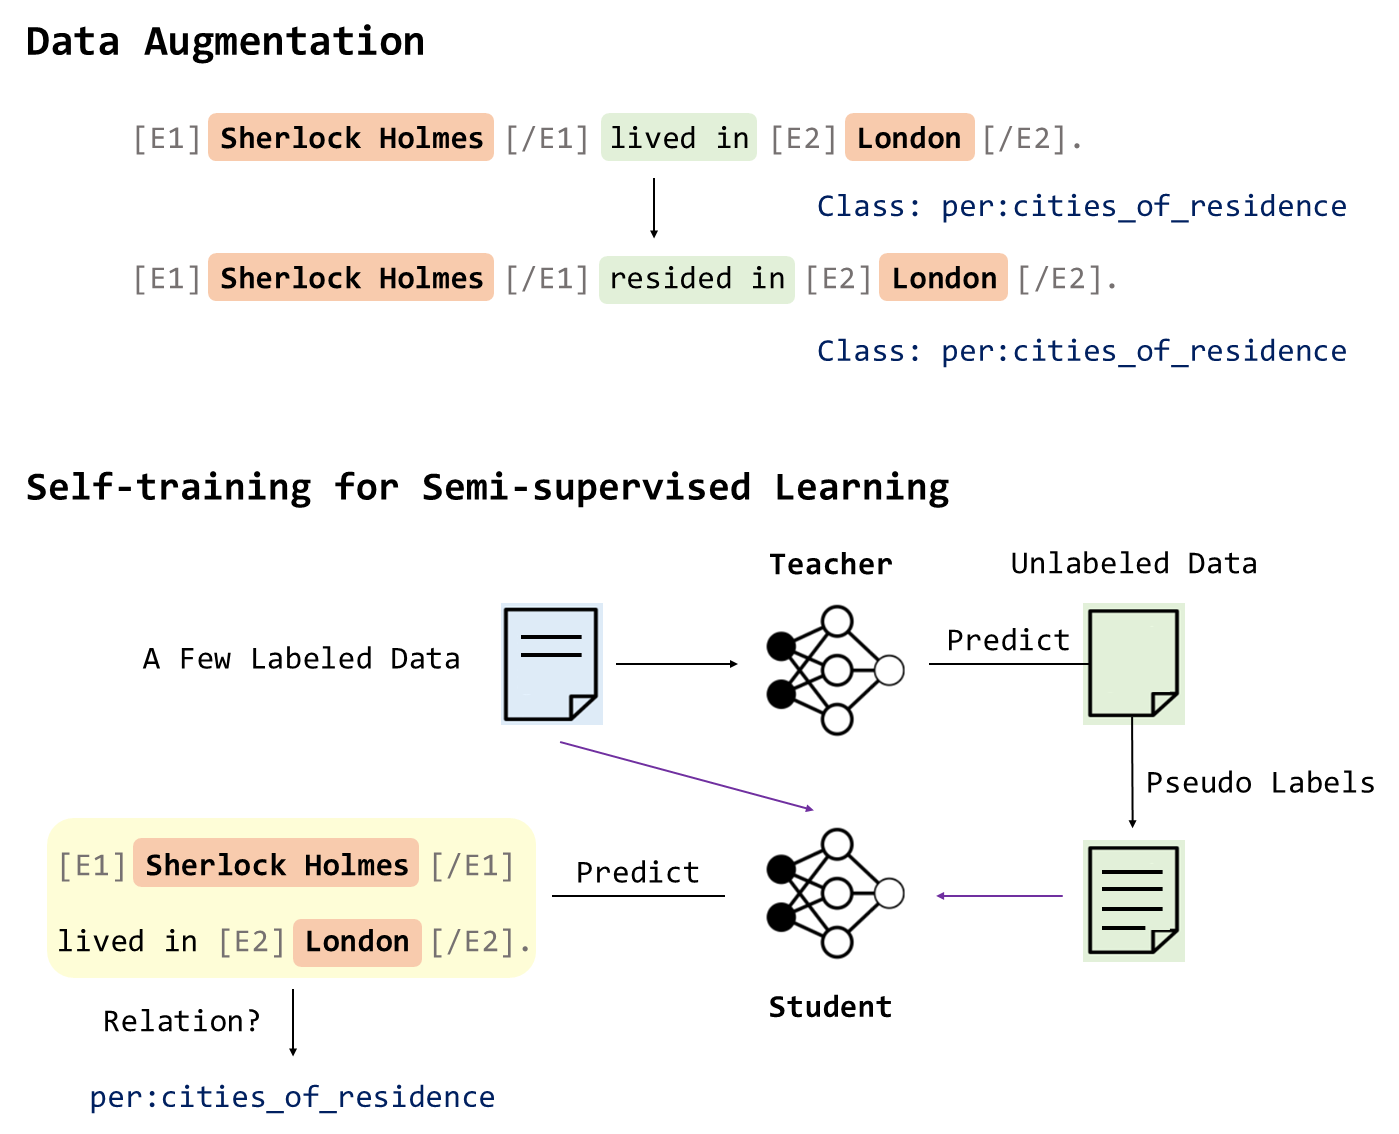 Data Augmentation
[E1] Sherlock Holmes [/E1] lived in [E2] London [/E2].
Class: per:cities_of_residence
[E1] Sherlock Holmes [/E1] resided in [E2] London [/E2].
Class: per:cities_of_residence
Self-training for Semi-supervised Learning
Teacher
Unlabeled Data
A Few Labeled Data
Predict
Pseudo Labels
[E1] Sherlock Holmes [/E1]
lived in [E2] London [/E2].
Predict
Student
Relation?
per:cities_of_residence